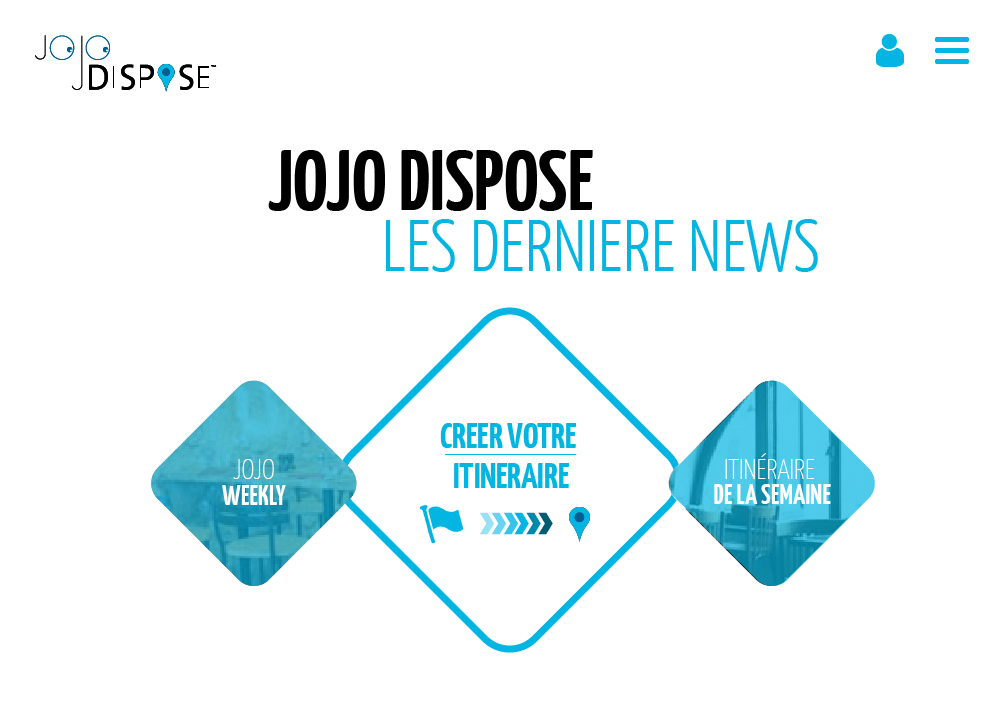 JOJO
DISPOSE
JOJO DISPOSE
LES DERNIERE NEWS
CREER VOTRE
ITINERAIRE
JOJO
WEEKLY
ITINÉRAIRE
DE LA SEMAINE